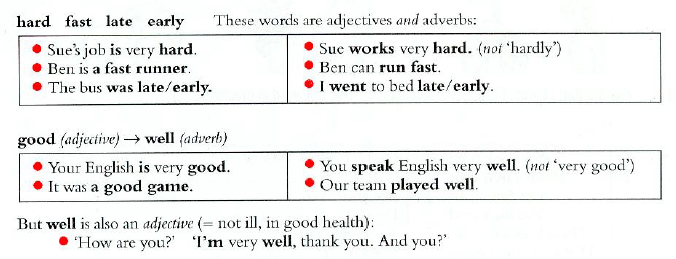 hard fast late early These words are adjectives and adverbs:
• Sue's job is very hard.
• Ben is a fast runner.
• The bus was late/early.
• Sue works very hard. (not 'hardly')
• Ben can run fast.
• I went to bed late/early.
good (adjective) → well (adverb)
• Your English is very good.
• It was a good game.
• You speak English very well. (not 'very good')
• Our team played well.
But well is also an adjective (= not ill, in good health):
• 'How are you?' 'I'm very well, thank you. And you?'